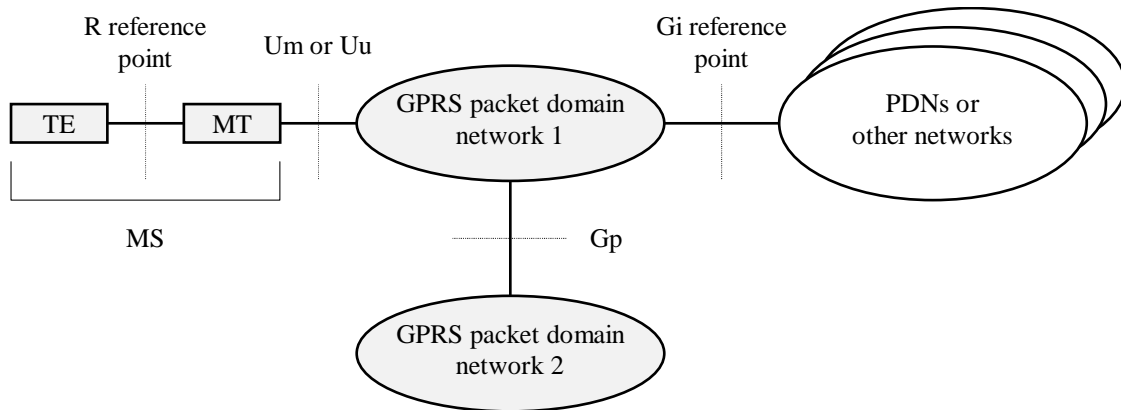 R reference
point
Um or Uu
Gi reference
point
TE
MT
GPRS packet domain
network 1
PDNs or
other networks
MS
Gp
GPRS packet domain
network 2